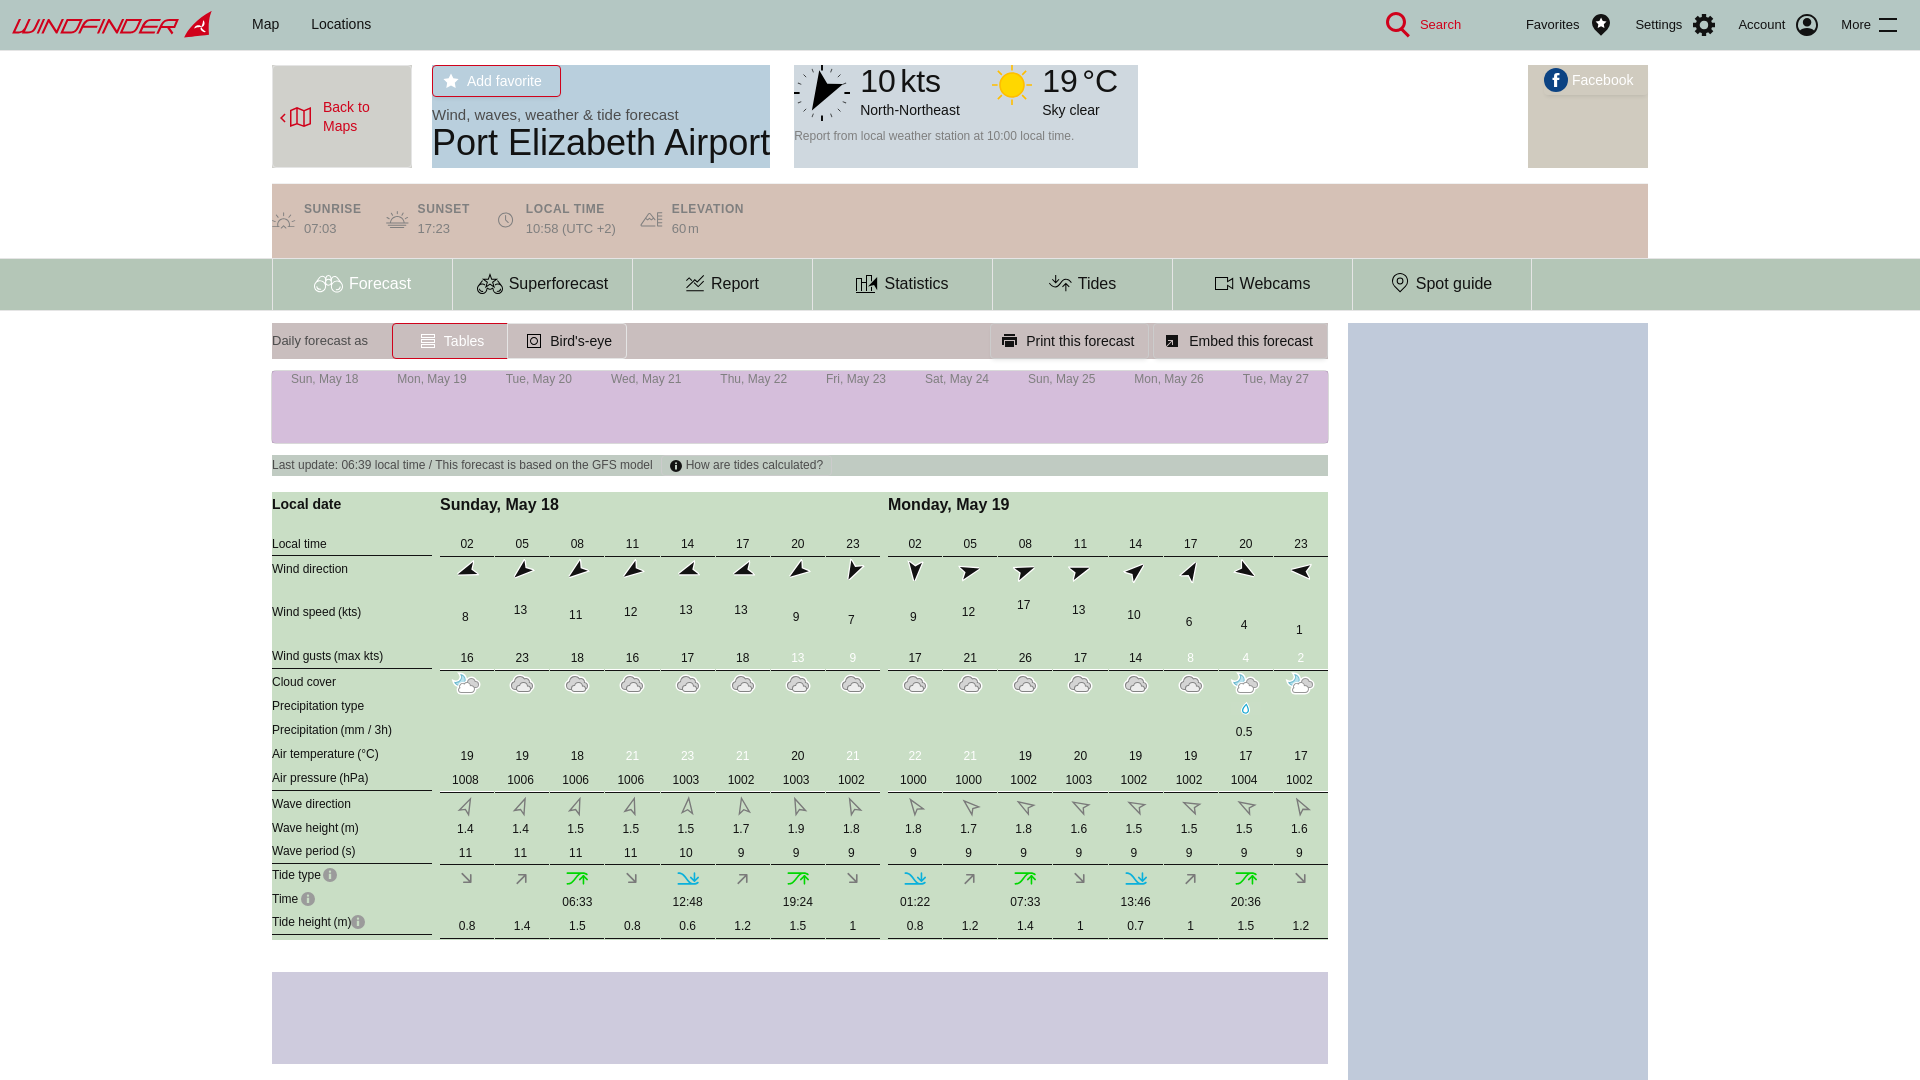 WINDFINDER
Map Locations Search Favorites Settings Account More
Back to
Maps
Add favorite
Wind, waves, weather & tide forecast
Port Elizabeth Airport
10 kts
North-Northeast
19 °C
Sky clear
Report from local weather station at 10:00 local time.
Facebook
SUNRISE
07:03
SUNSET
17:23
LOCAL TIME
10:58 (UTC +2)
ELEVATION
60 m
Forecast Superforecast Report Statistics Tides Webcams Spot guide
Daily forecast as Tables Bird's-eye Print this forecast Embed this forecast
Sun, May 18 Mon, May 19 Tue, May 20 Wed, May 21 Thu, May 22 Fri, May 23 Sat, May 24 Sun, May 25 Mon, May 26 Tue, May 27
Last update: 06:39 local time / This forecast is based on the GFS model How are tides calculated?
Local date Sunday, May 18 Monday, May 19
Local time 02 05 08 11 14 17 20 23 02 05 08 11 14 17 20 23
Wind direction
Wind speed (kts) 8 13 11 12 13 13 9 7 9 12 17 13 10 6 4 1
Wind gusts (max kts) 16 23 18 16 17 18 13 9 17 21 26 17 14 8 4 2
Cloud cover
Precipitation type
Precipitation (mm / 3h) 0.5
Air temperature (°C) 19 19 18 21 23 21 20 21 22 21 19 20 19 19 17 17
Air pressure (hPa) 1008 1006 1006 1006 1003 1002 1003 1002 1000 1000 1002 1003 1002 1002 1004 1002
Wave direction
Wave height (m) 1.4 1.4 1.5 1.5 1.5 1.7 1.9 1.8 1.8 1.7 1.8 1.6 1.5 1.5 1.5 1.6
Wave period (s) 11 11 11 11 10 9 9 9 9 9 9 9 9 9 9 9
Tide type
Time 06:33 12:48 19:24 01:22 07:33 13:46 20:36
Tide height (m) 0.8 1.4 1.5 0.8 0.6 1.2 1.5 1 0.8 1.2 1.4 1 0.7 1 1.5 1.2